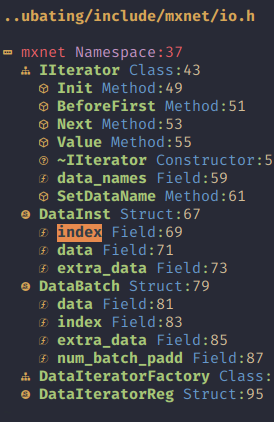 ..ubating/include/mxnet/io.h
mxnet Namespace:37
IIterator Class:43
Init Method:49
BeforeFirst Method:51
Next Method:53
Value Method:55
~IIterator Constructor:5
data_names Field:59
SetDataName Method:61
DataInst Struct:67
index Field:69
data Field:71
extra_data Field:73
DataBatch Struct:79
data Field:81
index Field:83
extra_data Field:85
num_batch_padd Field:87
DataIteratorFactory Class:
DataIteratorReg Struct:95